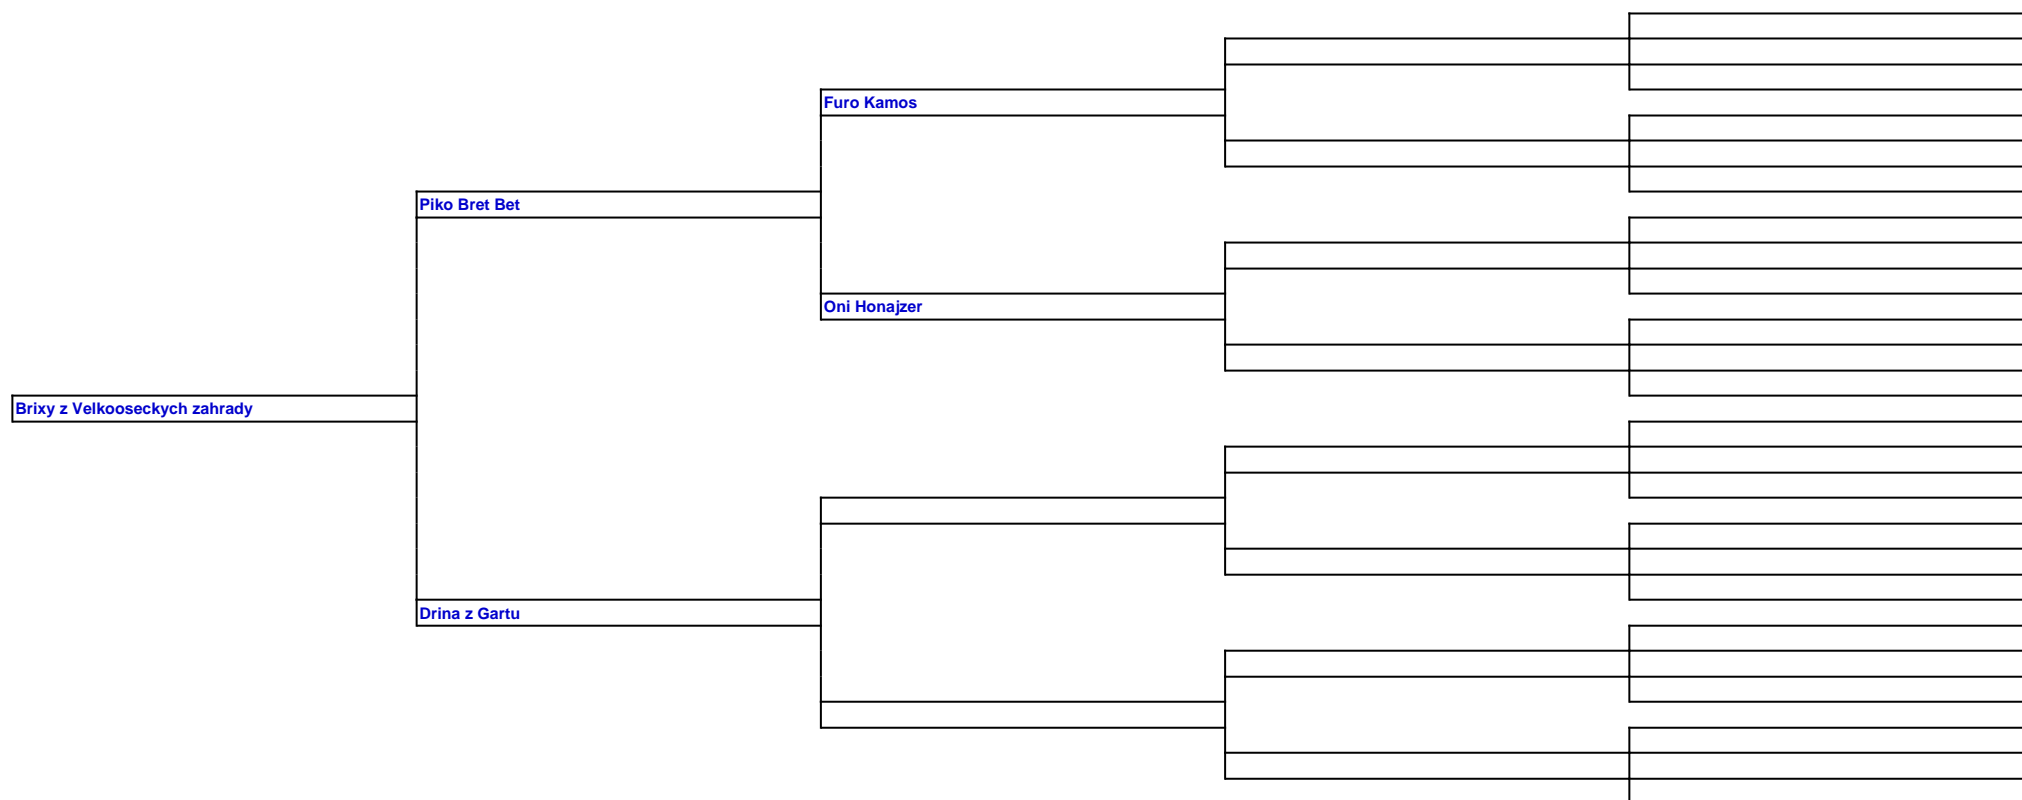 Furo Kamos
Piko Bret Bet
Oni Honajzer
Brixy z Velkooseckych zahrady
Drina z Gartu